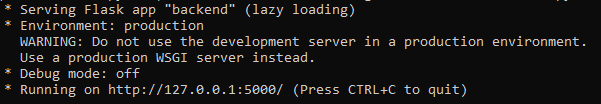 * Serving Flask app "backend" (lazy loading)
* Environment: production
WARNING: Do not use the development server in a production environment.
Use a production WSGI server instead.
* Debug mode: off
* Running on http://127.0.0.1:5000/ (Press CTRL+C to quit)